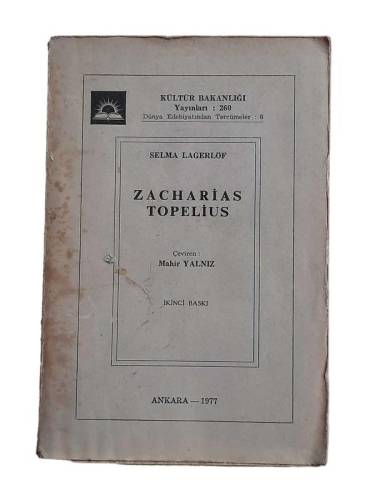 KÜLTÜR BAKANLIĞI
Yayınları : 260
Dünya Edebiyatından Tercümeler : 6
SELMA LAGERLÖF
ZACHARİAS
TOPELİUS
Çeviren :
Mahir YALNIZ
İKİNCİ BASKI
ANKARA — 1977